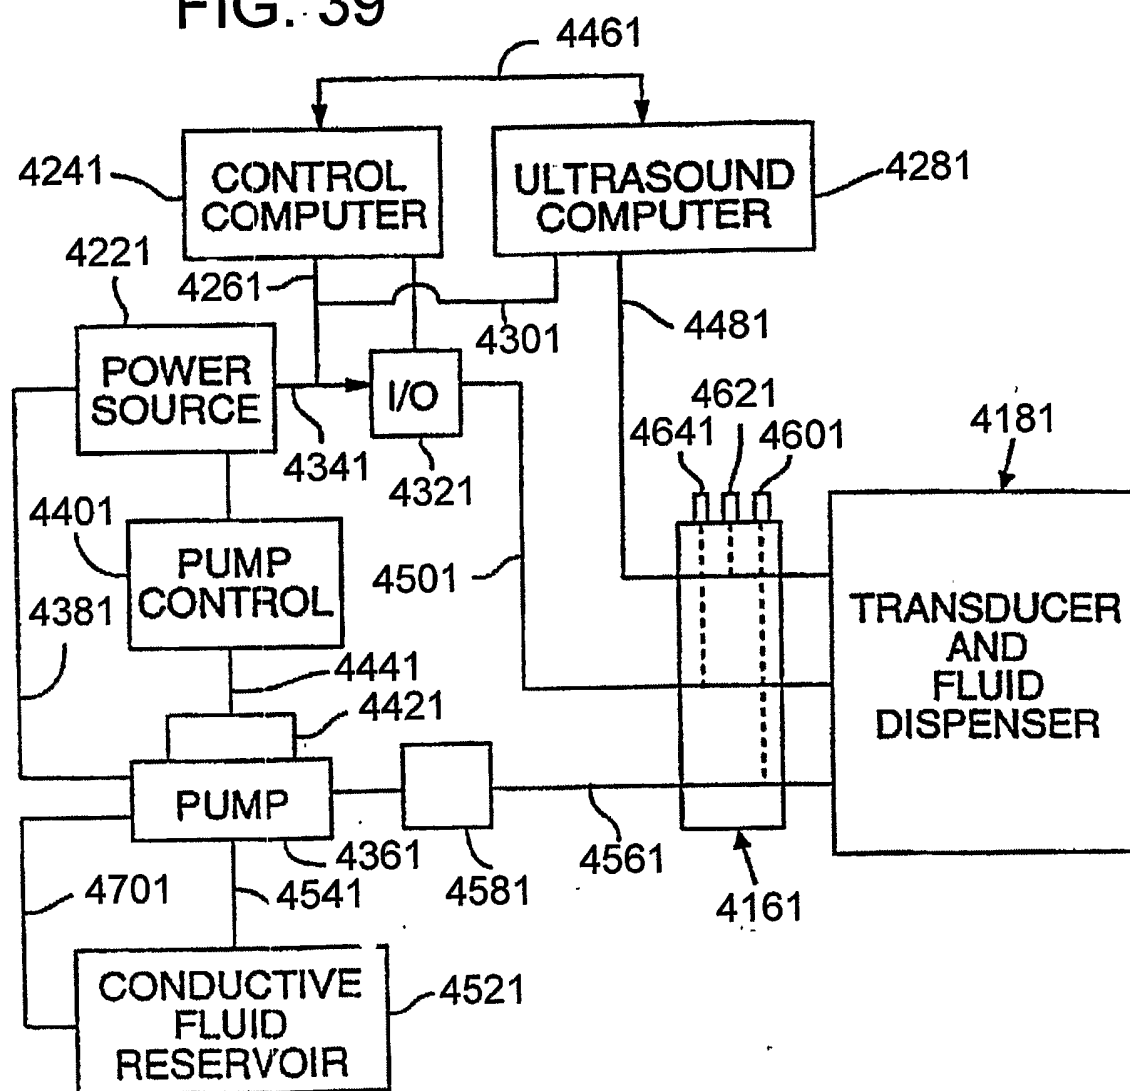 FIG. 39
4461
4241
CONTROL
COMPUTER
ULTRASOUND
COMPUTER
4281
4221
4261
4301
4481
POWER
SOURCE
I/O
4341
4321
4621
4641
4601
4181
4401
PUMP
CONTROL
4501
4381
TRANSDUCER
AND
FLUID
DISPENSER
4441
4421
PUMP
4361
4581
4561
4161
4701
4541
CONDUCTIVE
FLUID
RESERVOIR
4521